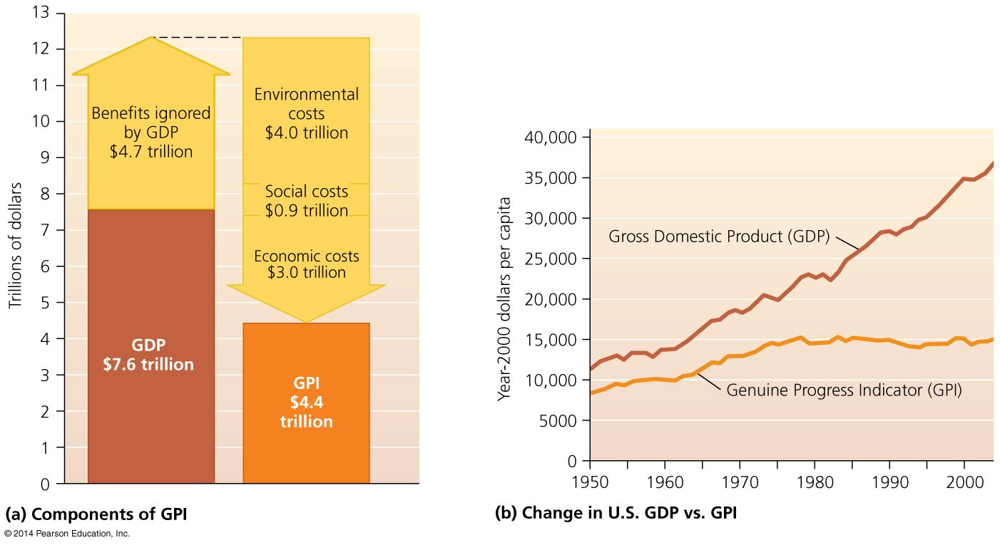 13
12
11
10
9
8
7
6
5
4
3
2
1
0
Trillions of dollars
Benefits ignored
by GDP
$4.7 trillion
GDP
$7.6 trillion
Environmental
costs
$4.0 trillion
Social costs
$0.9 trillion
Economic costs
$3.0 trillion
GPI
$4.4
trillion
(a) Components of GPI
© 2014 Pearson Education, Inc.
40,000
35,000
30,000
25,000
20,000
15,000
10,000
5000
0
Year-2000 dollars per capita
Gross Domestic Product (GDP)
Genuine Progress Indicator (GPI)
1950 1960 1970 1980 1990 2000
(b) Change in U.S. GDP vs. GPI